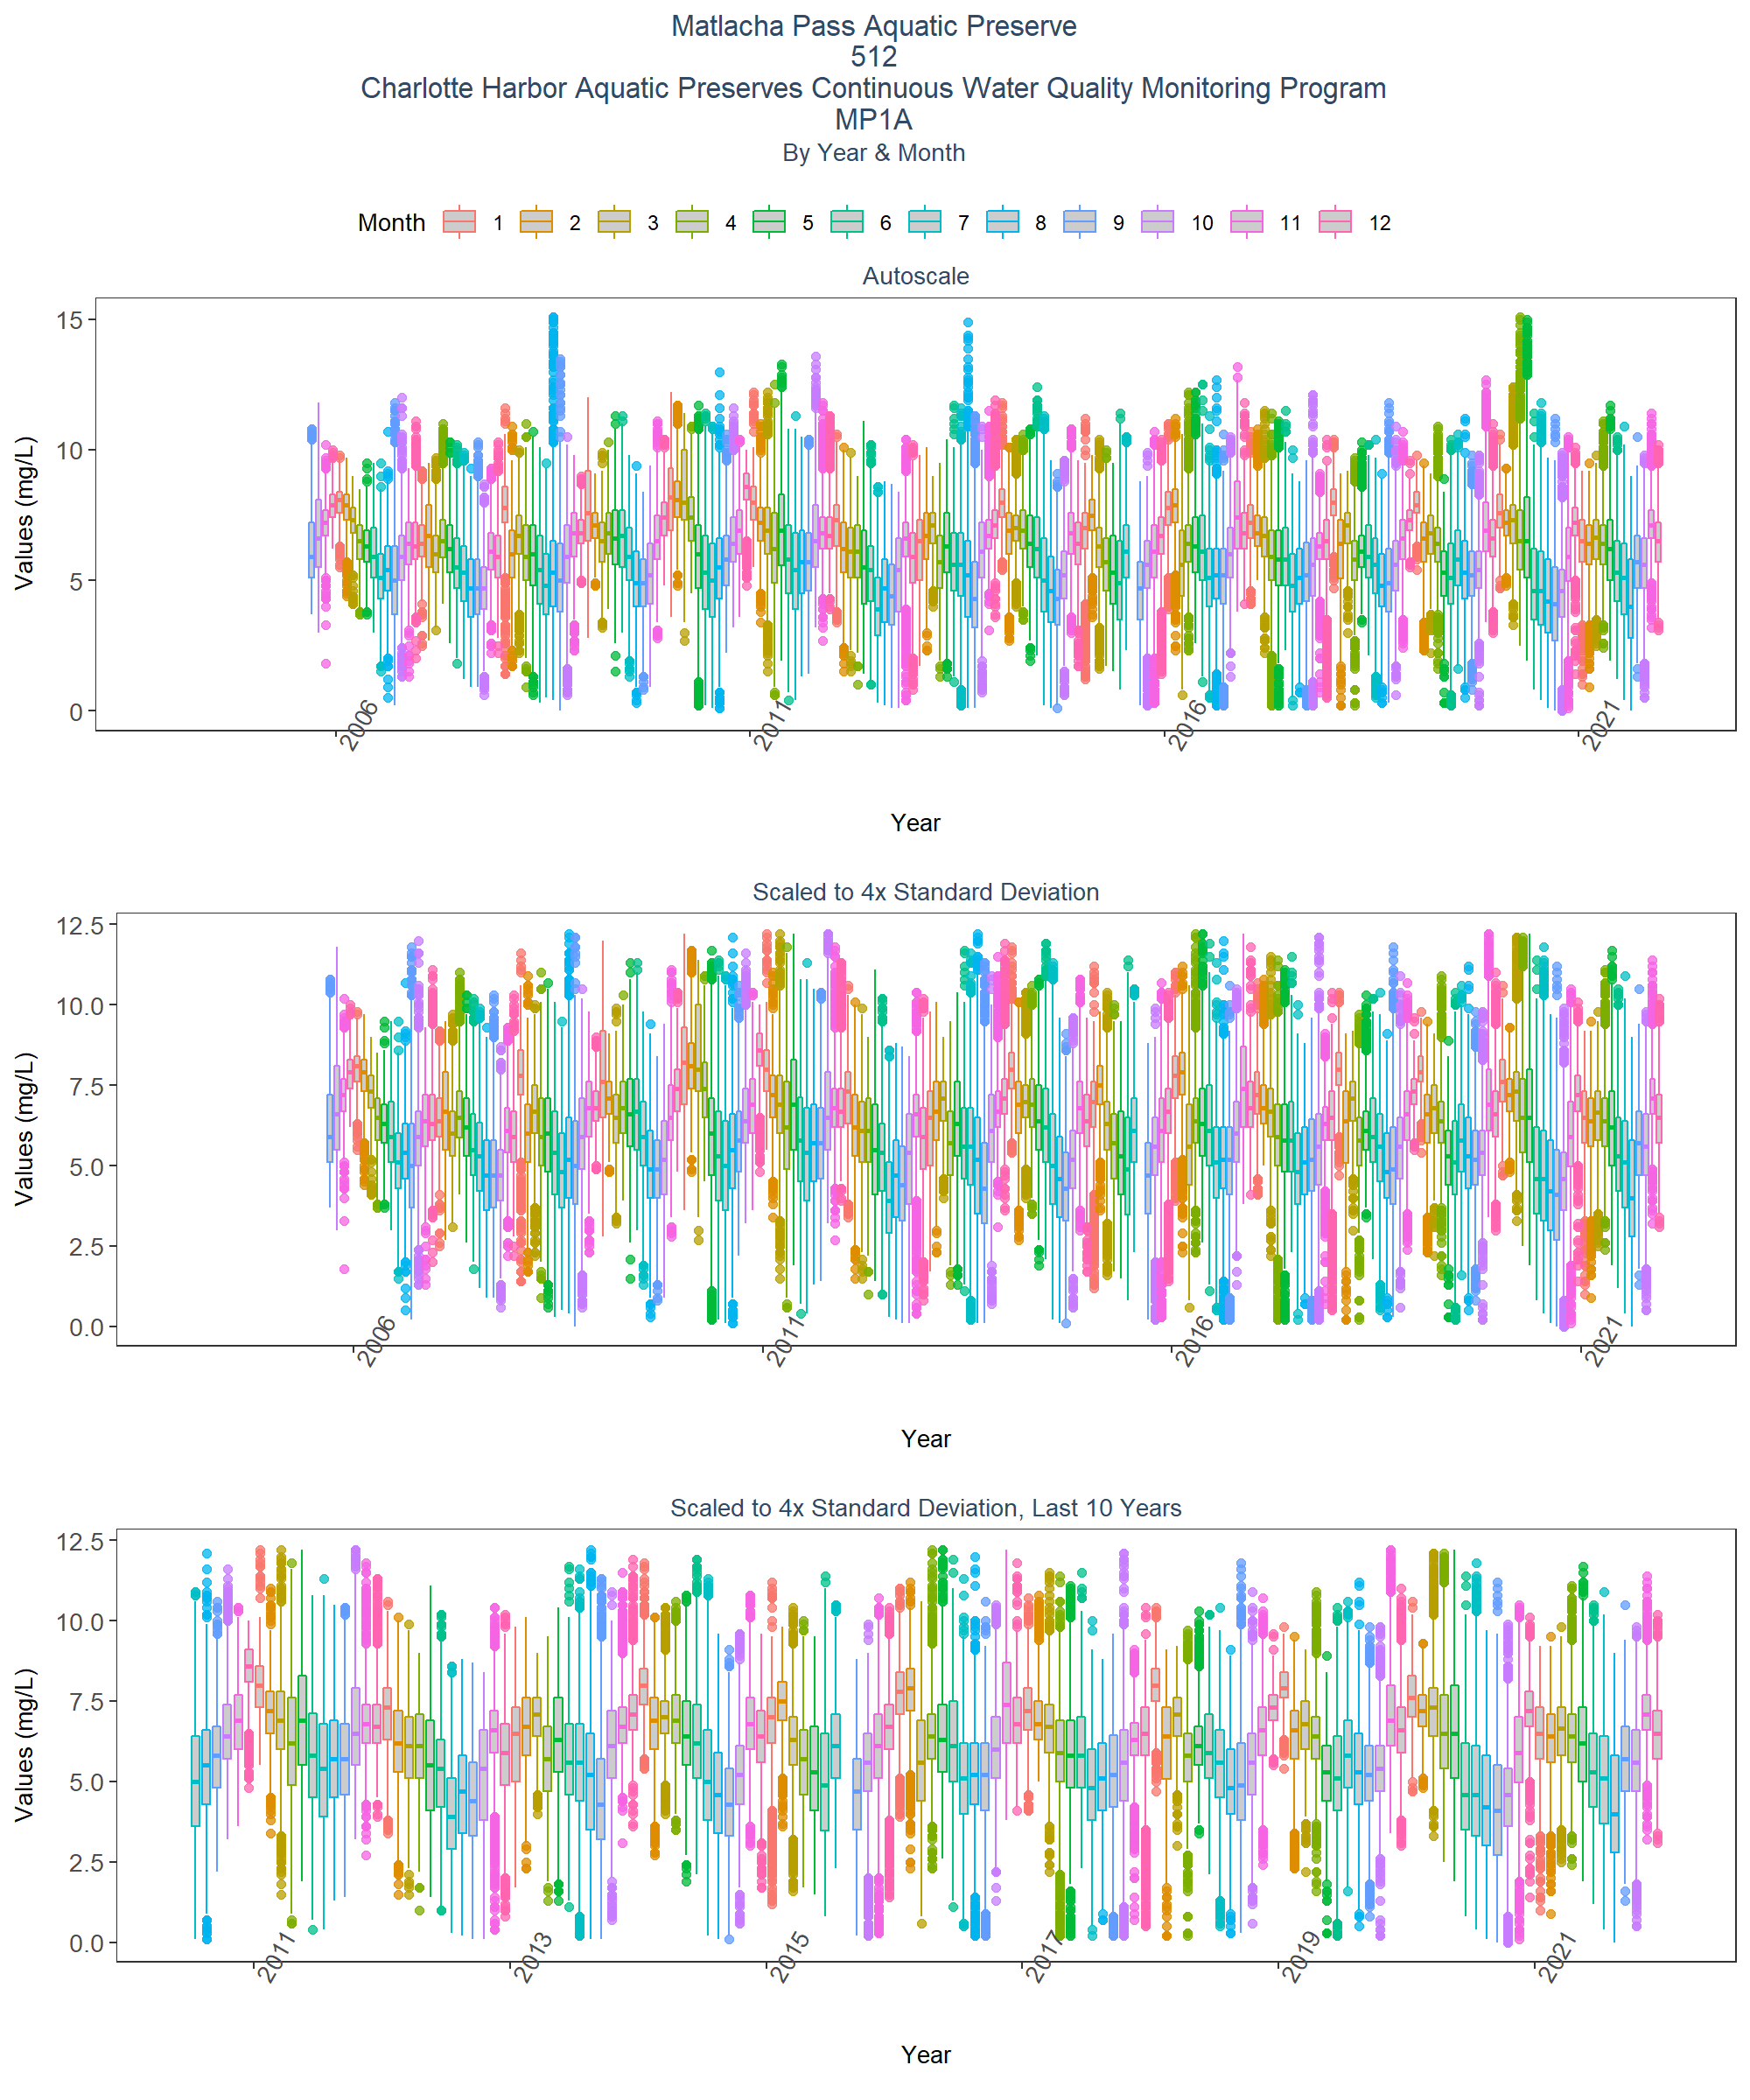 Matlacha Pass Aquatic Preserve
512
Charlotte Harbor Aquatic Preserves Continuous Water Quality Monitoring Program
MP1A
By Year & Month
Month 1 2 3 4 5 6 7 8 9 10 11 12
Autoscale
Values (mg/L)
15
10
5
0
2006 2011 2016 2021
Year
Scaled to 4x Standard Deviation
Values (mg/L)
12.5
10.0
7.5
5.0
2.5
0.0
2006 2011 2016 2021
Year
Scaled to 4x Standard Deviation, Last 10 Years
Values (mg/L)
12.5
10.0
7.5
5.0
2.5
0.0
2011 2013 2015 2017 2019 2021
Year